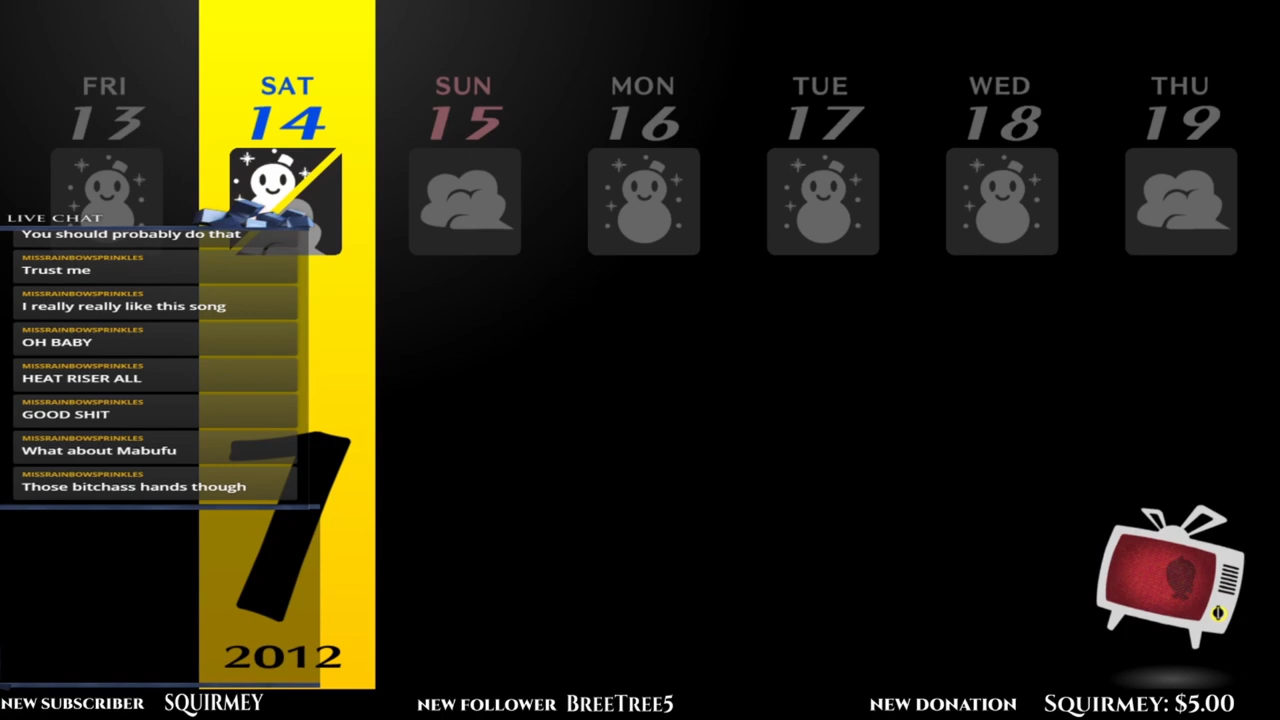 FRI
13
SAT
14
SUN
15
MON
16
TUE
17
WED
18
THU
19
LIVE CHAT
You should probably do that
MISSRAINBOWSPRINKLES
Trust me
MISSRAINBOWSPRINKLES
I really really like this song
MISSRAINBOWSPRINKLES
OH BABY
MISSRAINBOWSPRINKLES
HEAT RISER ALL
MISSRAINBOWSPRINKLES
GOOD SHIT
MISSRAINBOWSPRINKLES
What about Mabufu
MISSRAINBOWSPRINKLES
Those bitchass hands though
1
2012
NEW SUBSCRIBER SQUIRMEY
NEW FOLLOWER BREETREE5
NEW DONATION SQUIRMEY: $5.00